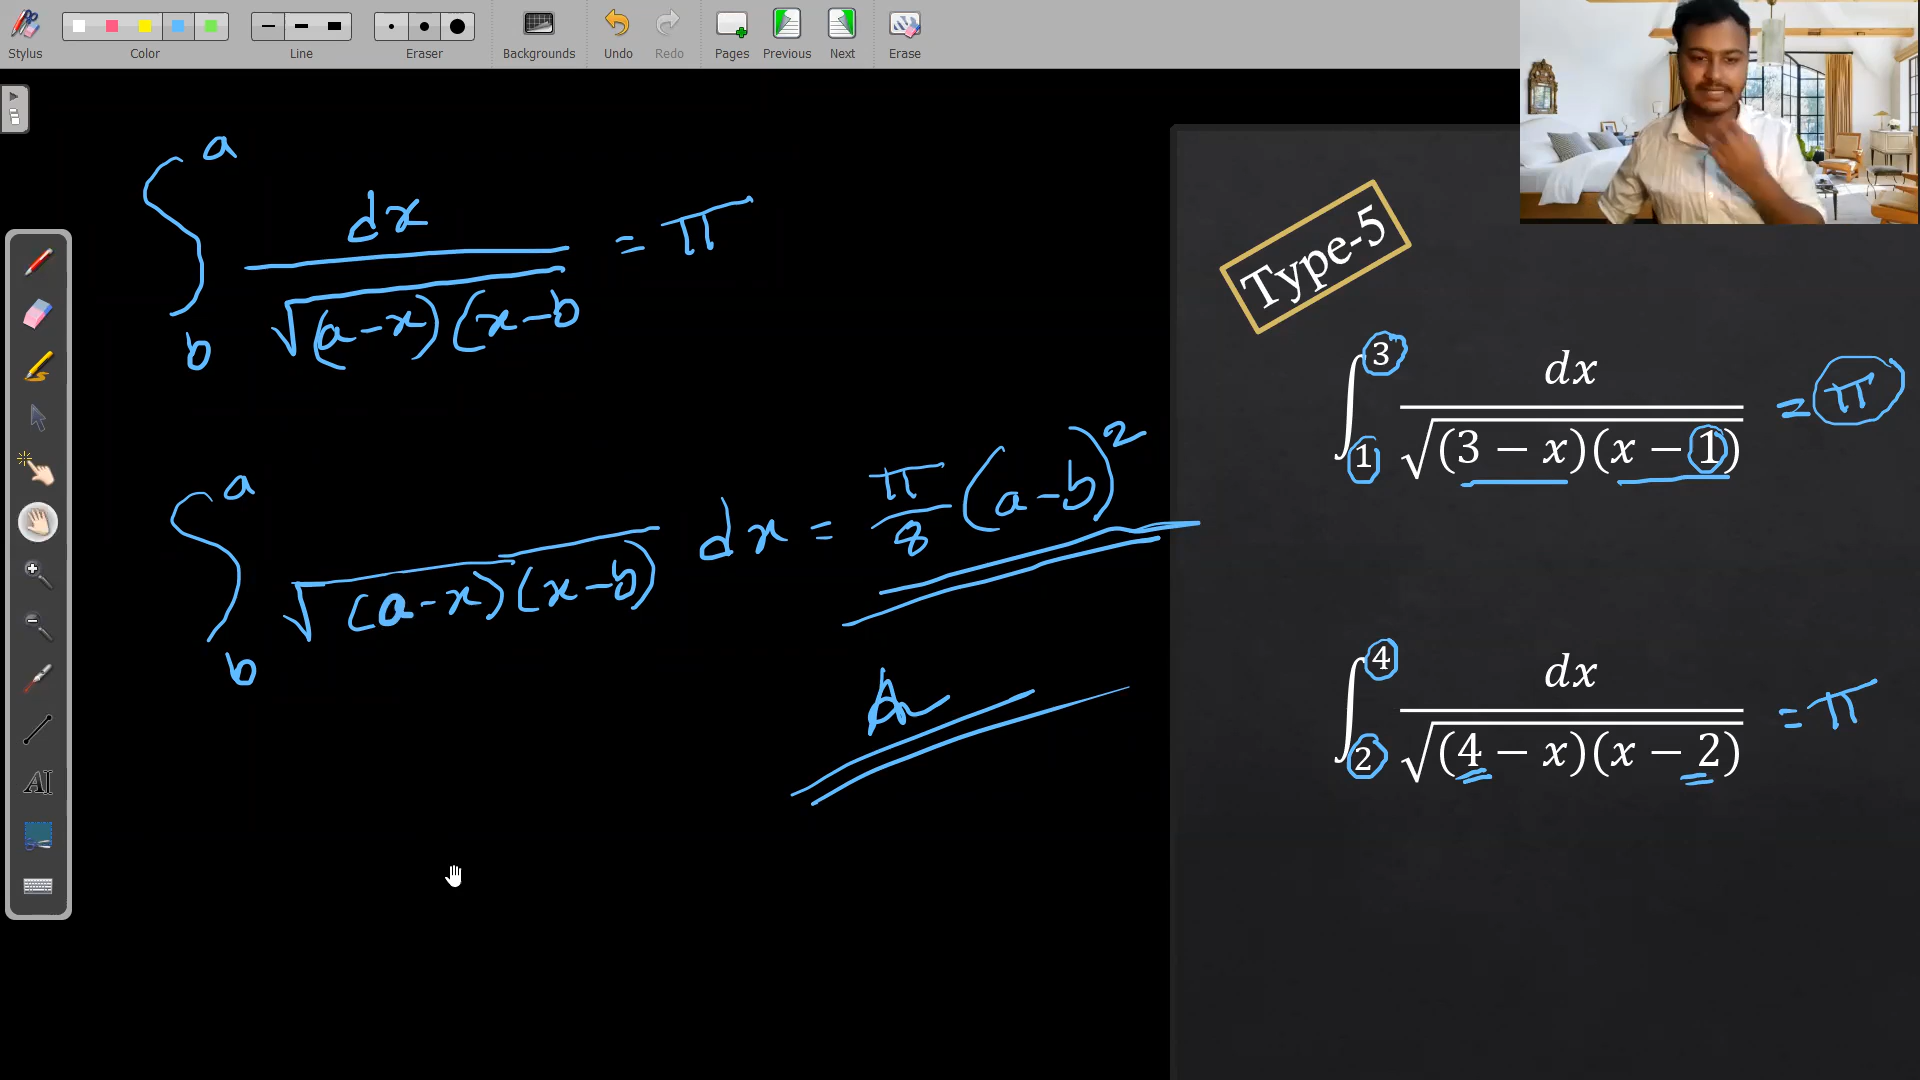 Stylus Color Line Eraser Backgrounds Undo Redo Pages Previous Next Erase
∫_b^a dx / √(a-x)(x-b = π
∫_b^a √(a-x)(x-b) dx = π/8 (a-b)^2
Type-5
∫_1^3 dx / √((3 − x)(x − 1)) = π
∫_2^4 dx / √((4 − x)(x − 2)) = π
AI